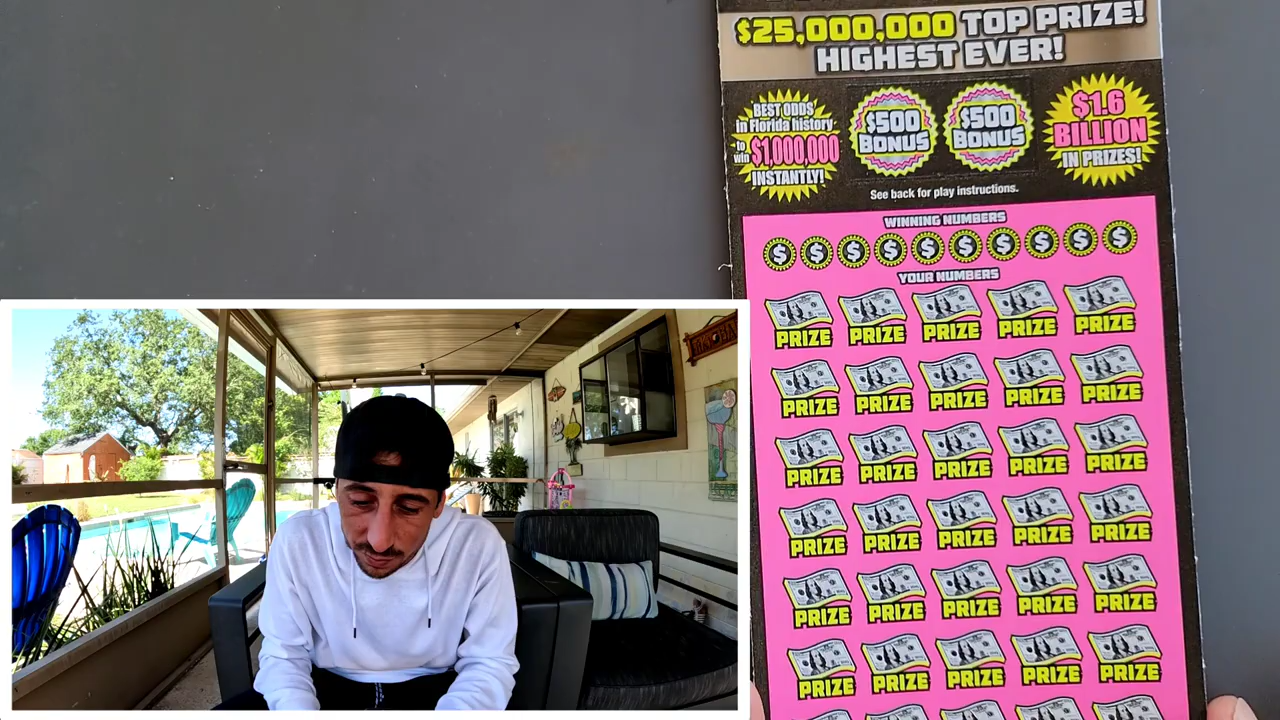 $25,000,000 TOP PRIZE!
HIGHEST EVER!
BEST ODDS
in Florida history
to
win $1,000,000
INSTANTLY!
$500
BONUS
$500
BONUS
$1.6
BILLION
IN PRIZES!
See back for play instructions.
WINNING NUMBERS
$ $ $ $ $ $ $ $ $ $
YOUR NUMBERS
PRIZE PRIZE PRIZE PRIZE PRIZE
PRIZE PRIZE PRIZE PRIZE PRIZE
PRIZE PRIZE PRIZE PRIZE PRIZE
PRIZE PRIZE PRIZE PRIZE PRIZE
PRIZE PRIZE PRIZE PRIZE PRIZE
PRIZE PRIZE PRIZE PRIZE PRIZE